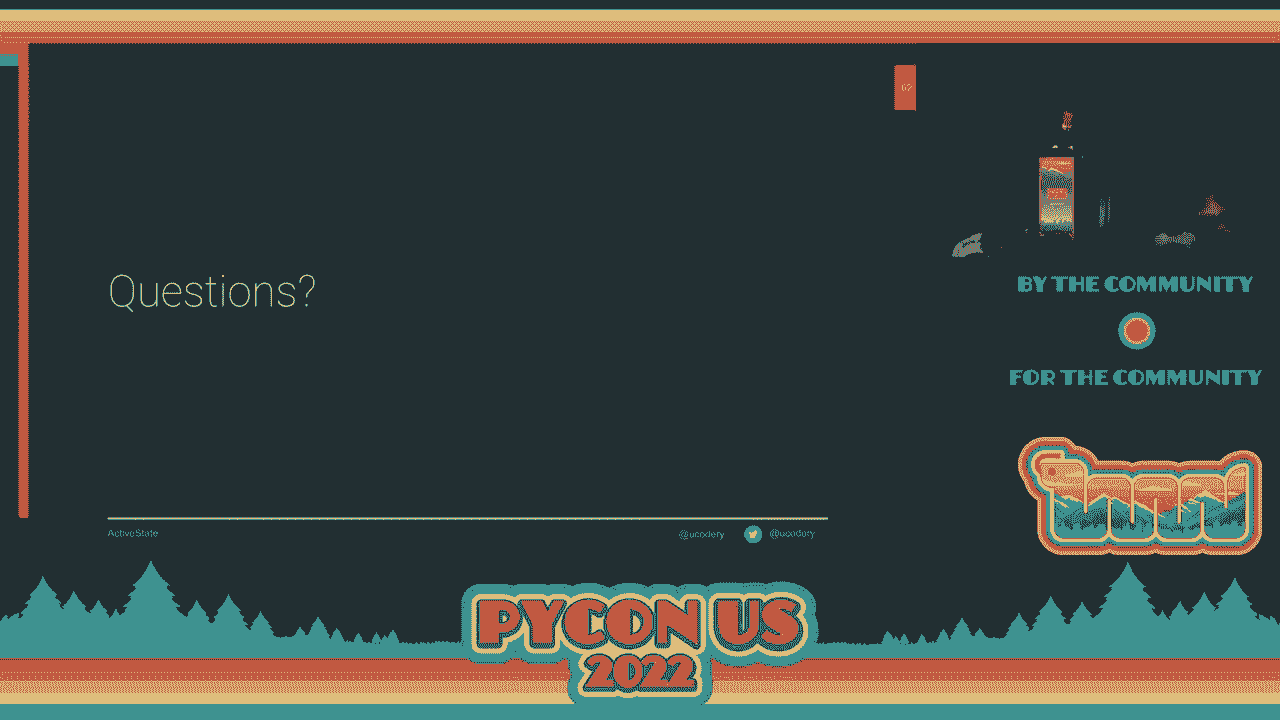 Questions?
ActiveState
@ucodery
@ucodery
BY THE COMMUNITY
FOR THE COMMUNITY
PYCON US
2022